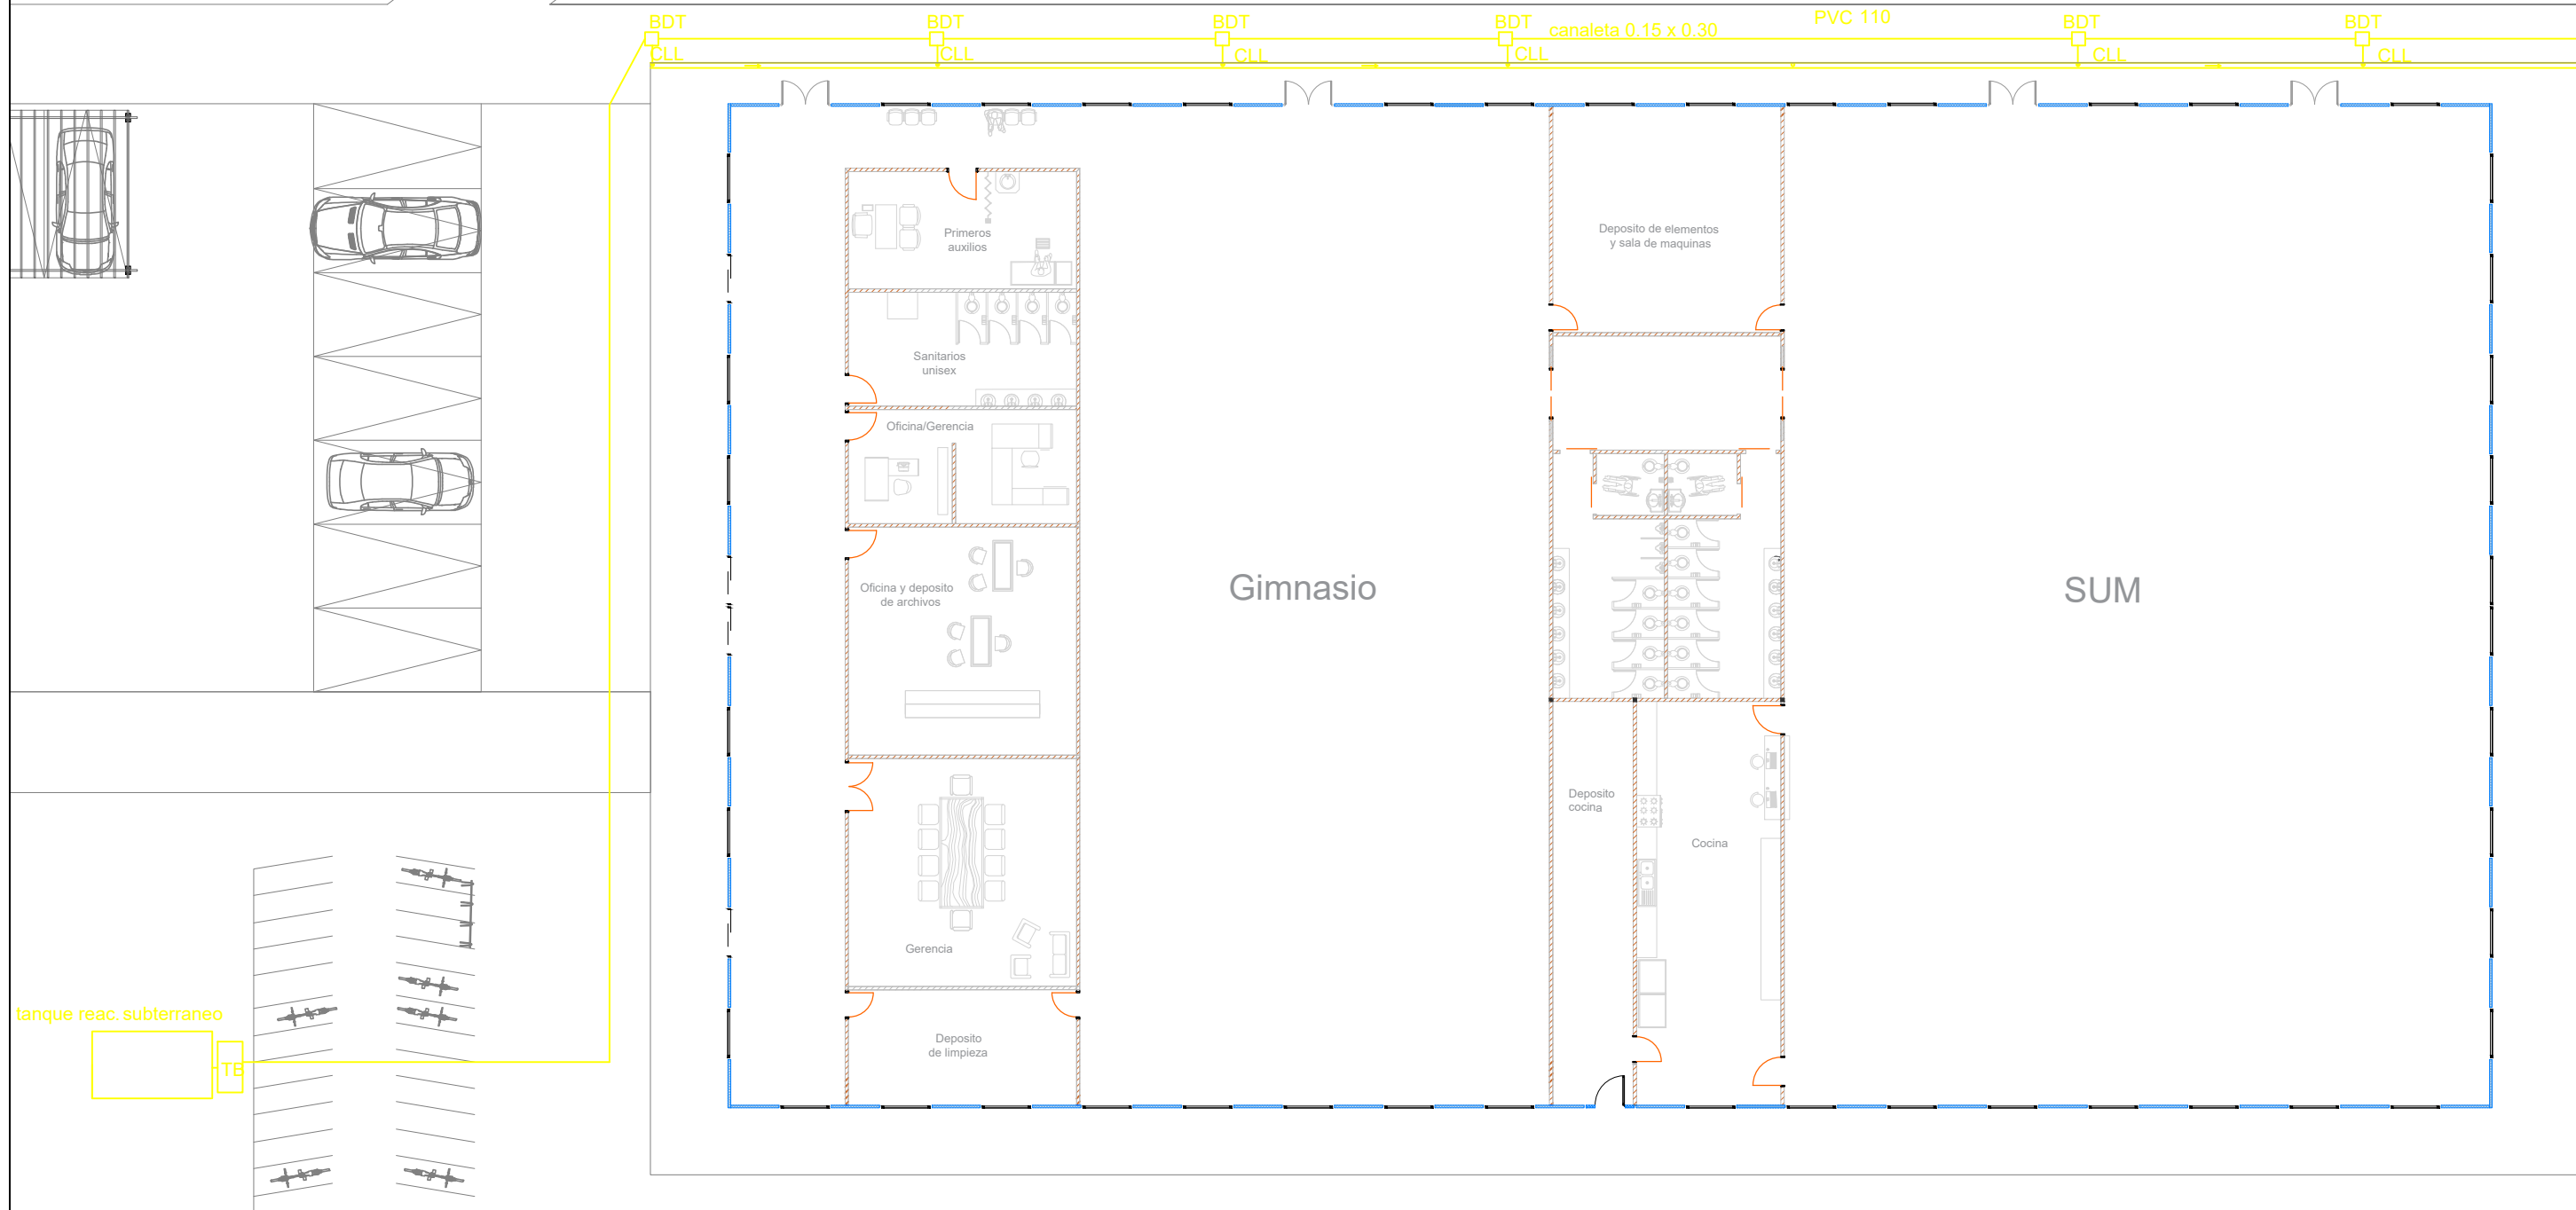 BDT
BDT
BDT
BDT
PVC 110
BDT
BDT
canaleta 0.15 x 0.30
CLL
CLL
CLL
CLL
CLL
CLL
Primeros
auxilios
Deposito de elementos
y sala de maquinas
Sanitarios
unisex
Oficina/Gerencia
Oficina y deposito
de archivos
Gimnasio
SUM
Deposito
cocina
Cocina
Gerencia
tanque reac. subterraneo
TB
Deposito
de limpieza